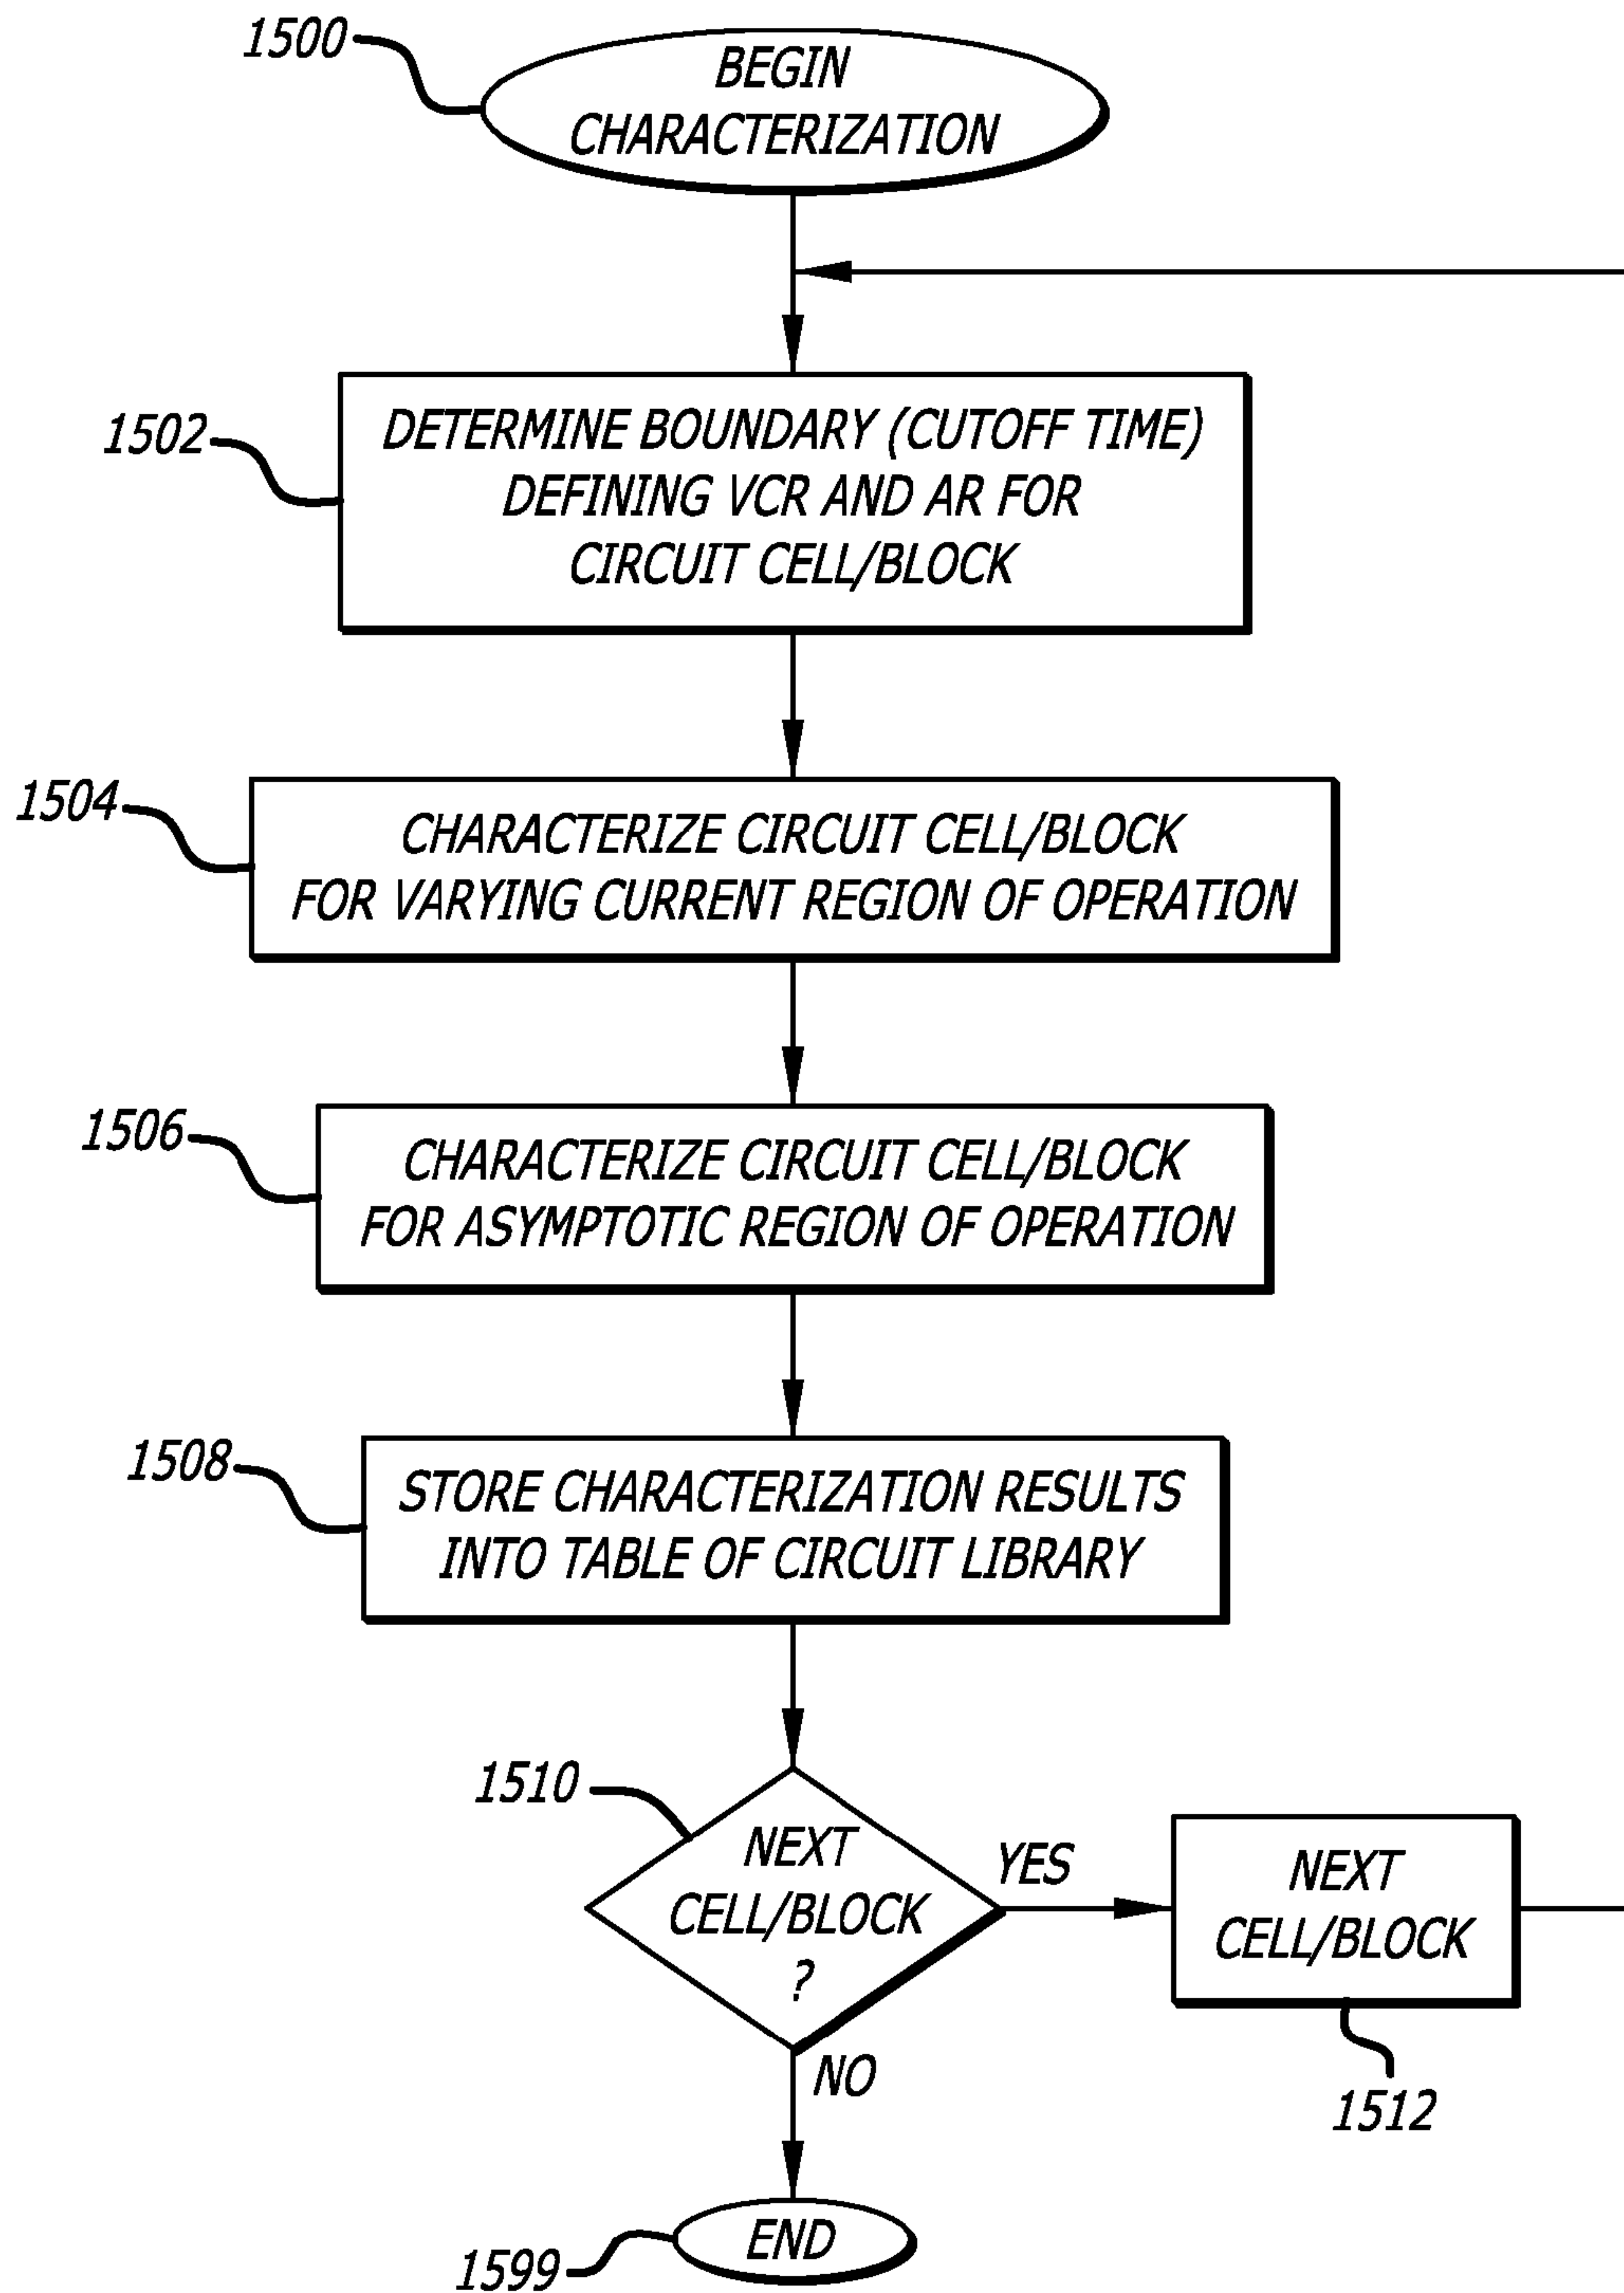 1500
BEGIN
CHARACTERIZATION
1502
DETERMINE BOUNDARY (CUTOFF TIME)
DEFINING VCR AND AR FOR
CIRCUIT CELL/BLOCK
1504
CHARACTERIZE CIRCUIT CELL/BLOCK
FOR VARYING CURRENT REGION OF OPERATION
1506
CHARACTERIZE CIRCUIT CELL/BLOCK
FOR ASYMPTOTIC REGION OF OPERATION
1508
STORE CHARACTERIZATION RESULTS
INTO TABLE OF CIRCUIT LIBRARY
1510
NEXT
CELL/BLOCK
?
YES
NEXT
CELL/BLOCK
1512
NO
END
1599